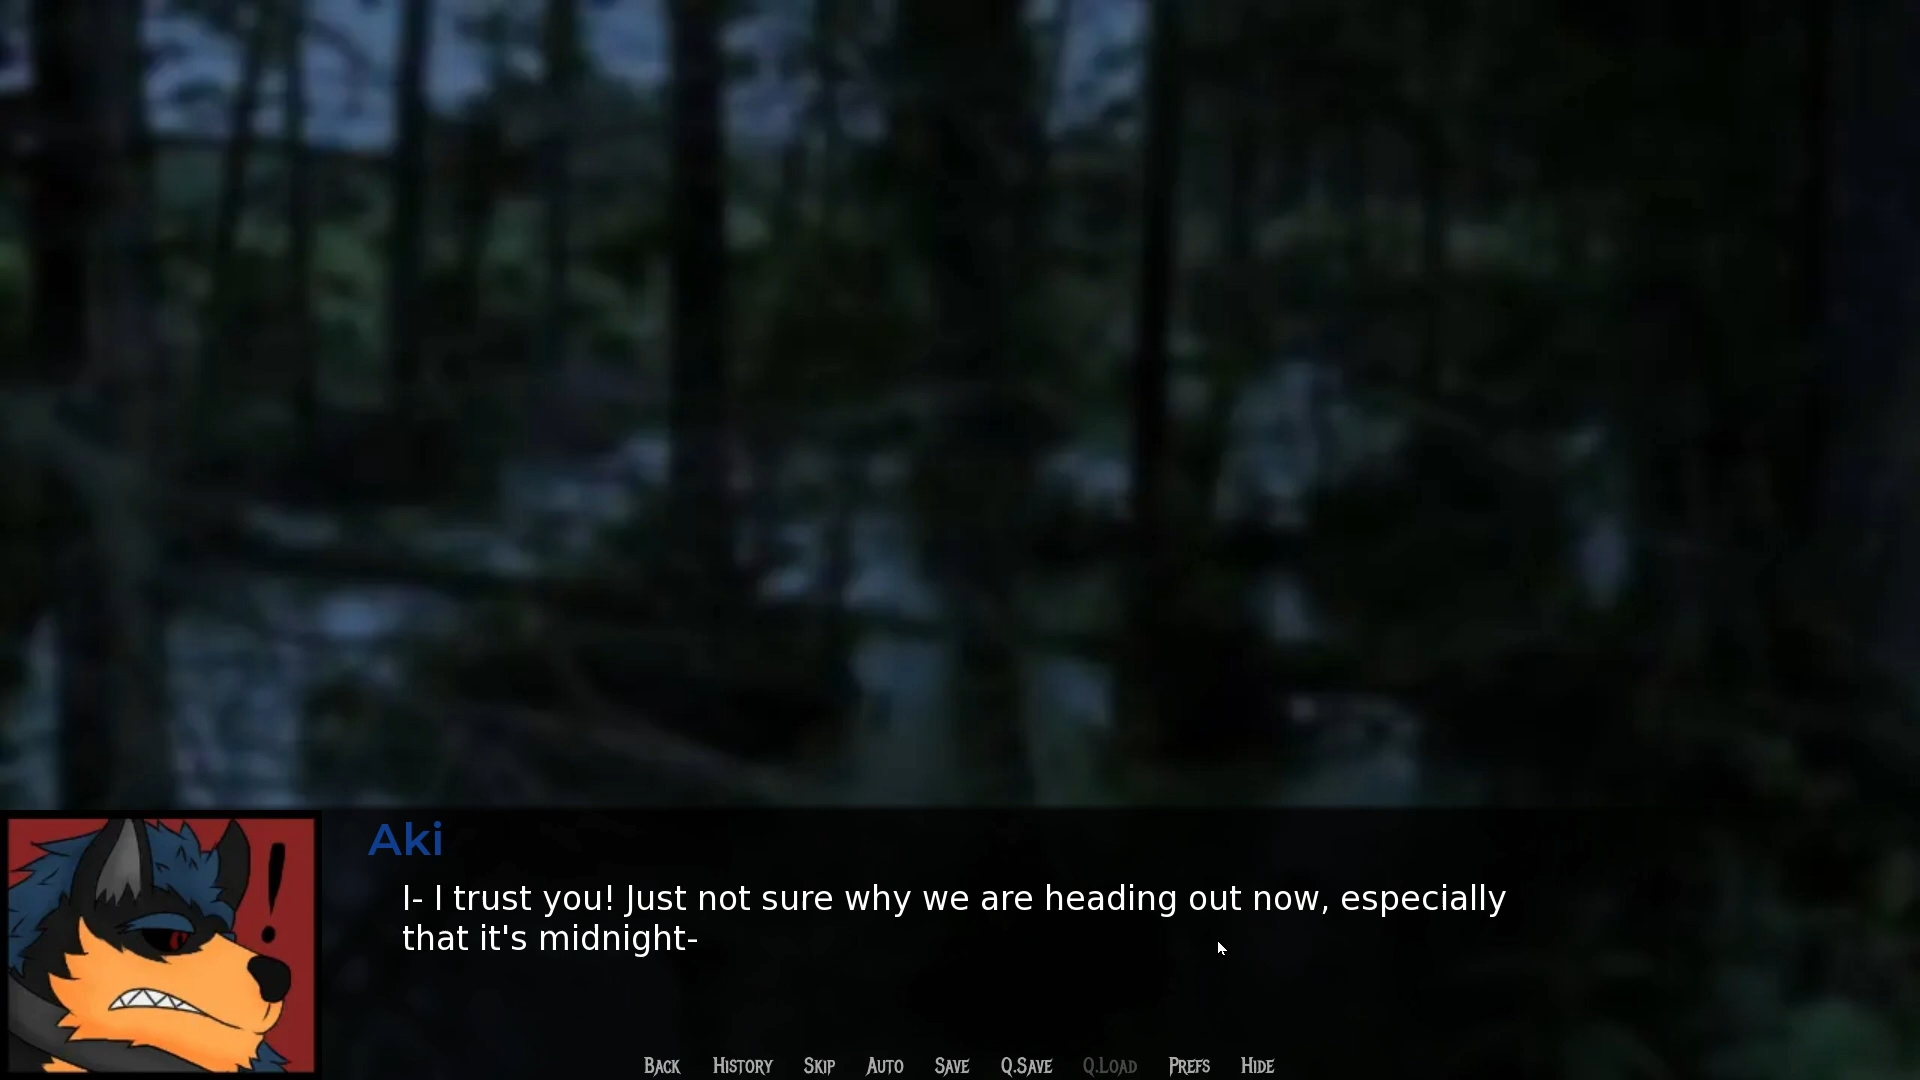 Aki
I- I trust you! Just not sure why we are heading out now, especially
that it's midnight-
!
Back History Skip Auto Save Q.Save Q.Load Prefs Hide